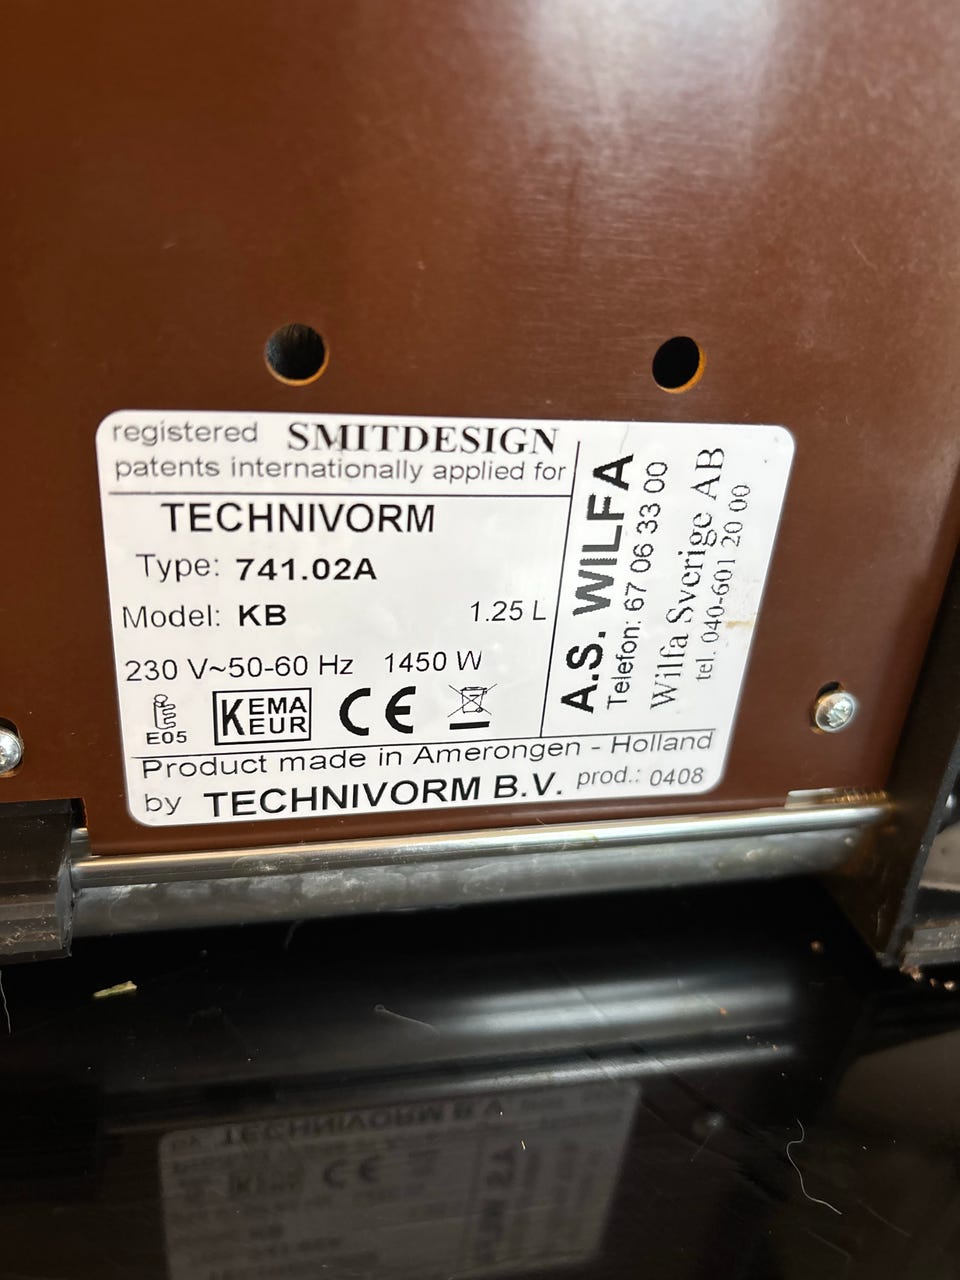 registered SMITDESIGN
patents internationally applied for
TECHNIVORM
Type: 741.02A
Model: KB 1.25 L
230 V~50-60 Hz 1450 W
E05
KEMA
EUR
CE
Product made in Amerongen - Holland
by TECHNIVORM B.V. prod.: 0408
A.S. WILFA
Telefon: 67 06 33 00
Wilfa Sverige AB
tel. 040-601 20 00